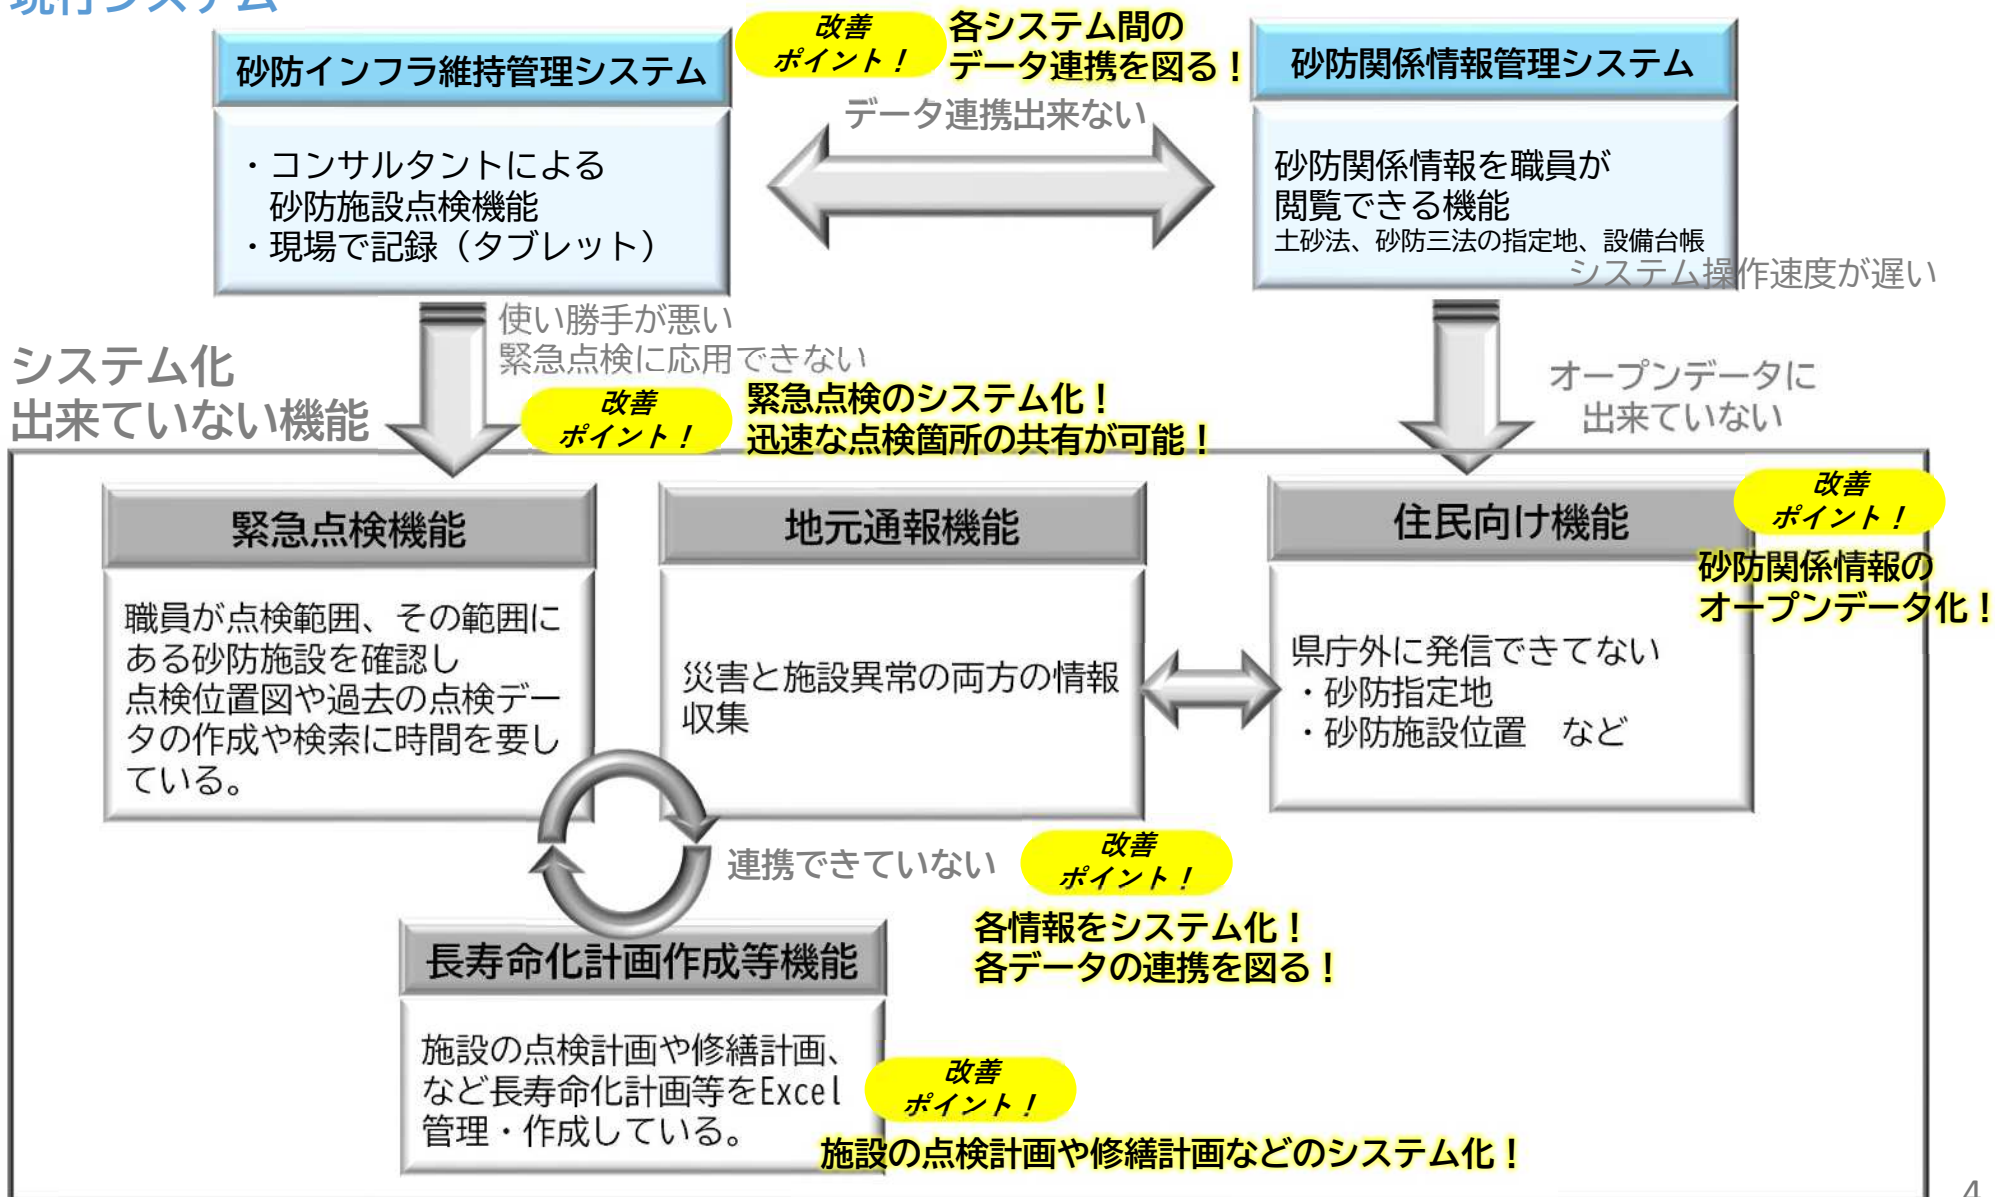 現行システム
砂防インフラ維持管理システム
・コンサルタントによる
砂防施設点検機能
・現場で記録（タブレット）
改善
ポイント！
各システム間の
データ連携を図る！
データ連携出来ない
砂防関係情報管理システム
砂防関係情報を職員が
閲覧できる機能
土砂法、砂防三法の指定地、設備台帳
システム操作速度が遅い
使い勝手が悪い
緊急点検に応用できない
オープンデータに
出来ていない
システム化
出来ていない機能
改善
ポイント！
緊急点検のシステム化！
迅速な点検箇所の共有が可能！
緊急点検機能
職員が点検範囲、その範囲に
ある砂防施設を確認し
点検位置図や過去の点検デー
タの作成や検索に時間を要し
ている。
地元通報機能
災害と施設異常の両方の情報
収集
住民向け機能
県庁外に発信できてない
・砂防指定地
・砂防施設位置　など
改善
ポイント！
砂防関係情報の
オープンデータ化！
連携できていない
改善
ポイント！
各情報をシステム化！
各データの連携を図る！
長寿命化計画作成等機能
施設の点検計画や修繕計画、
など長寿命化計画等をExcel
管理・作成している。
改善
ポイント！
施設の点検計画や修繕計画などのシステム化！
4